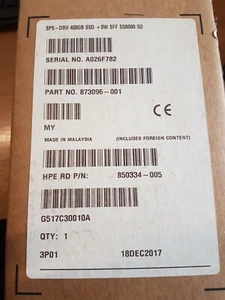 SPS-DRV 400GB SSD +9W SFF SS8000 SD
SERIAL NO. A026F782
PART NO. 873096-001
CE
MY
MADE IN MALAYSIA (INCLUDES FOREIGN CONTENT)
HPE RD P/N: 850334-005
G517C30010A
QTY: 1
3P01 18DEC2017